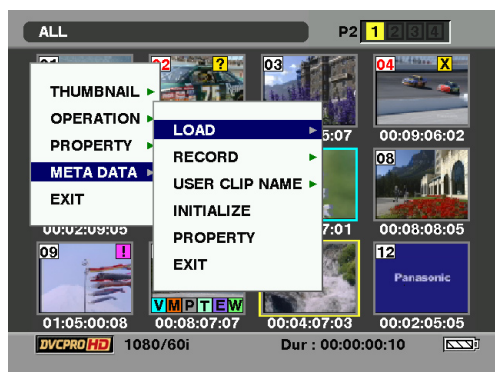 ALL P2 1 2 3 4
02 ? 03 04 X
THUMBNAIL
OPERATION
PROPERTY
META DATA
EXIT
LOAD
RECORD
USER CLIP NAME
INITIALIZE
PROPERTY
EXIT
5:07 00:09:06:02
08
00:02:09:05 7:01 00:08:08:05
09 ! 12
Panasonic
V M P T E W
01:05:00:08 00:08:07:07 00:04:07:03 00:02:05:05
DVCPRO HD 1080/60i Dur : 00:00:00:10